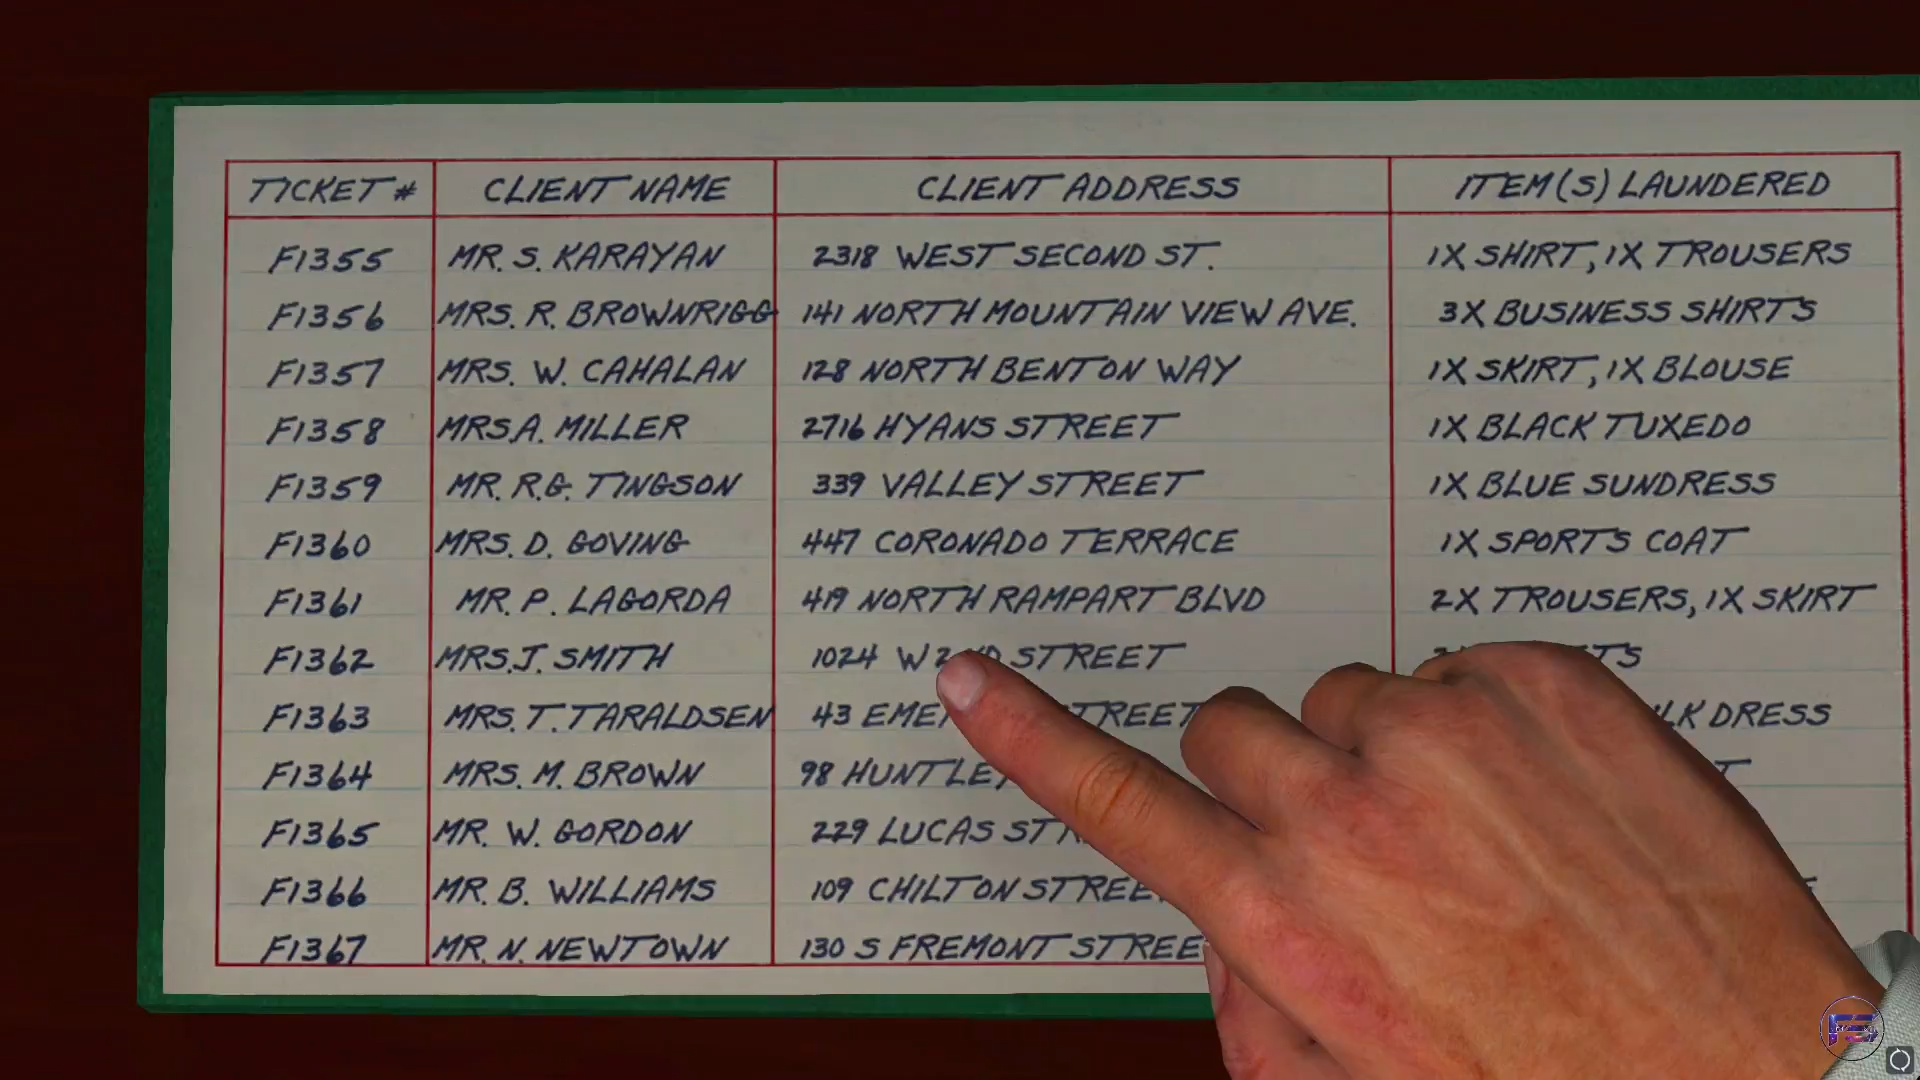 TICKET # CLIENT NAME CLIENT ADDRESS ITEM(S) LAUNDERED
F1355 MR. S. KARAYAN 2318 WEST SECOND ST. 1X SHIRT, 1X TROUSERS
F1356 MRS. R. BROWNRIGG 141 NORTH MOUNTAIN VIEW AVE. 3X BUSINESS SHIRTS
F1357 MRS. W. CAHALAN 128 NORTH BENTON WAY 1X SKIRT, 1X BLOUSE
F1358 MRS.A. MILLER 2716 HYANS STREET 1X BLACK TUXEDO
F1359 MR. R.G. TINGSON 339 VALLEY STREET 1X BLUE SUNDRESS
F1360 MRS. D. GOVING 447 CORONADO TERRACE 1X SPORTS COAT
F1361 MR. P. LAGORDA 419 NORTH RAMPART BLVD 2X TROUSERS, 1X SKIRT
F1362 MRS.J. SMITH 1024 W 2ND STREET
F1363 MRS. T. TARALDSEN 43 STREET DRESS
F1364 MRS. M. BROWN 98 HUNTLEY
F1365 MR. W. GORDON 229 LUCAS
F1366 MR. B. WILLIAMS 109 CHILTON STREET
F1367 MR. N. NEWTOWN 130 S FREMONT STREET